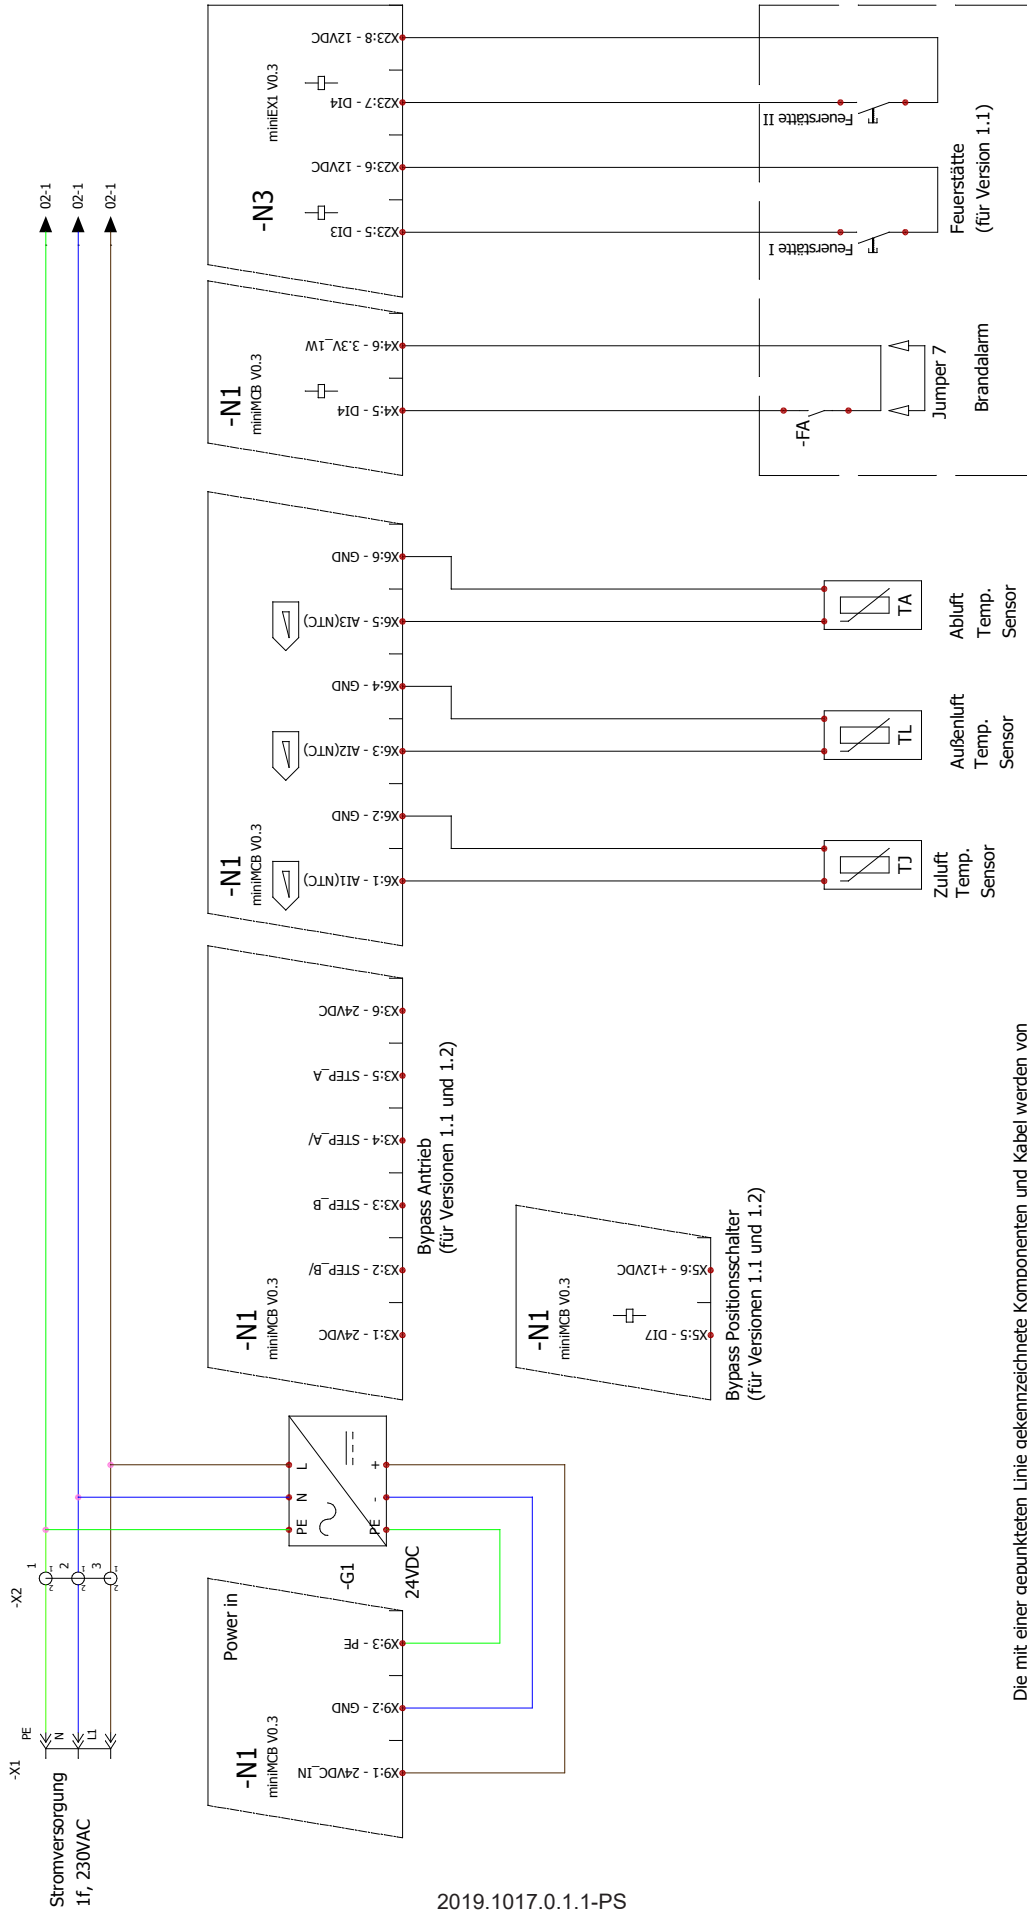 -X1
Stromversorgung
1f, 230VAC
PE
N
L1
-X2
1
2
3
1
2
1
2
1
2
02-1
02-1
02-1
-N1
miniMCB V0.3
Power in
X9:1 - 24VDC_IN
X9:2 - GND
X9:3 - PE
-G1
24VDC
PE
N
L
PE
-
+
-N1
miniMCB V0.3
X3:1 - 24VDC
X3:2 - STEP_B/
X3:3 - STEP_B
X3:4 - STEP_A/
X3:5 - STEP_A
X3:6 - 24VDC
Bypass Antrieb
(für Versionen 1.1 und 1.2)
-N1
miniMCB V0.3
X5:5 - DI7
X5:6 - +12VDC
Bypass Positionsschalter
(für Versionen 1.1 und 1.2)
-N1
miniMCB V0.3
X6:1 - AI1(NTC)
X6:2 - GND
X6:3 - AI2(NTC)
X6:4 - GND
X6:5 - AI3(NTC)
X6:6 - GND
TJ
Zuluft
Temp.
Sensor
TL
Außenluft
Temp.
Sensor
TA
Abluft
Temp.
Sensor
-N1
miniMCB V0.3
X4:5 - DI4
X4:6 - 3.3V_1W
-FA
Jumper 7
Brandalarm
-N3
miniEX1 V0.3
X23:5 - DI3
X23:6 - 12VDC
X23:7 - DI4
X23:8 - 12VDC
Feuerstätte I
Feuerstätte II
Feuerstätte
(für Version 1.1)
Die mit einer gepunkteten Linie gekennzeichnete Komponenten und Kabel werden von
2019.1017.0.1.1-PS